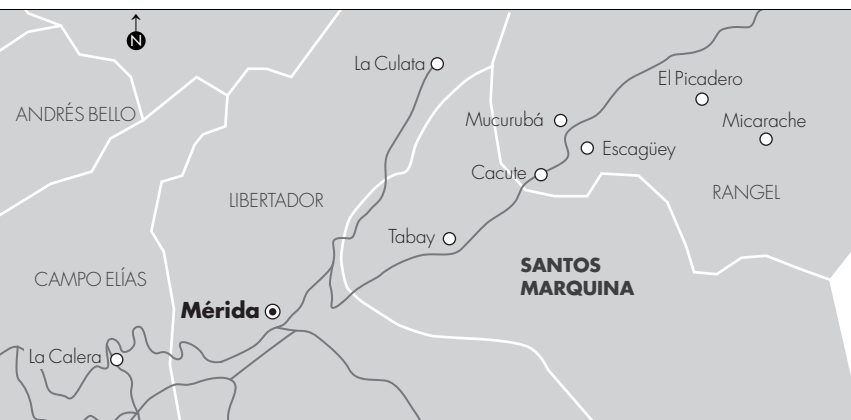 N
La Culata
El Picadero
ANDRÉS BELLO
Mucurubá
Micarache
Escagüey
Cacute
RANGEL
LIBERTADOR
Tabay
SANTOS
MARQUINA
CAMPO ELÍAS
Mérida
La Calera